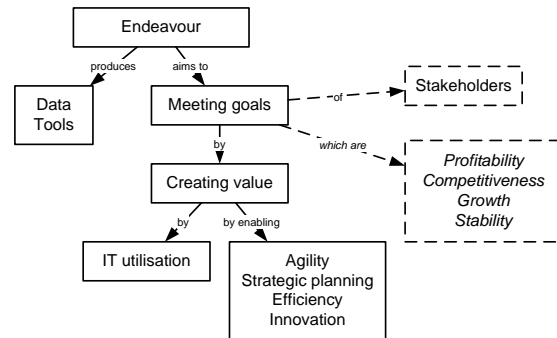 Endeavour
produces
aims to
Data
Tools
Meeting goals
of
Stakeholders
by
which are
Profitability
Competitiveness
Growth
Stability
Creating value
by
by enabling
IT utilisation
Agility
Strategic planning
Efficiency
Innovation